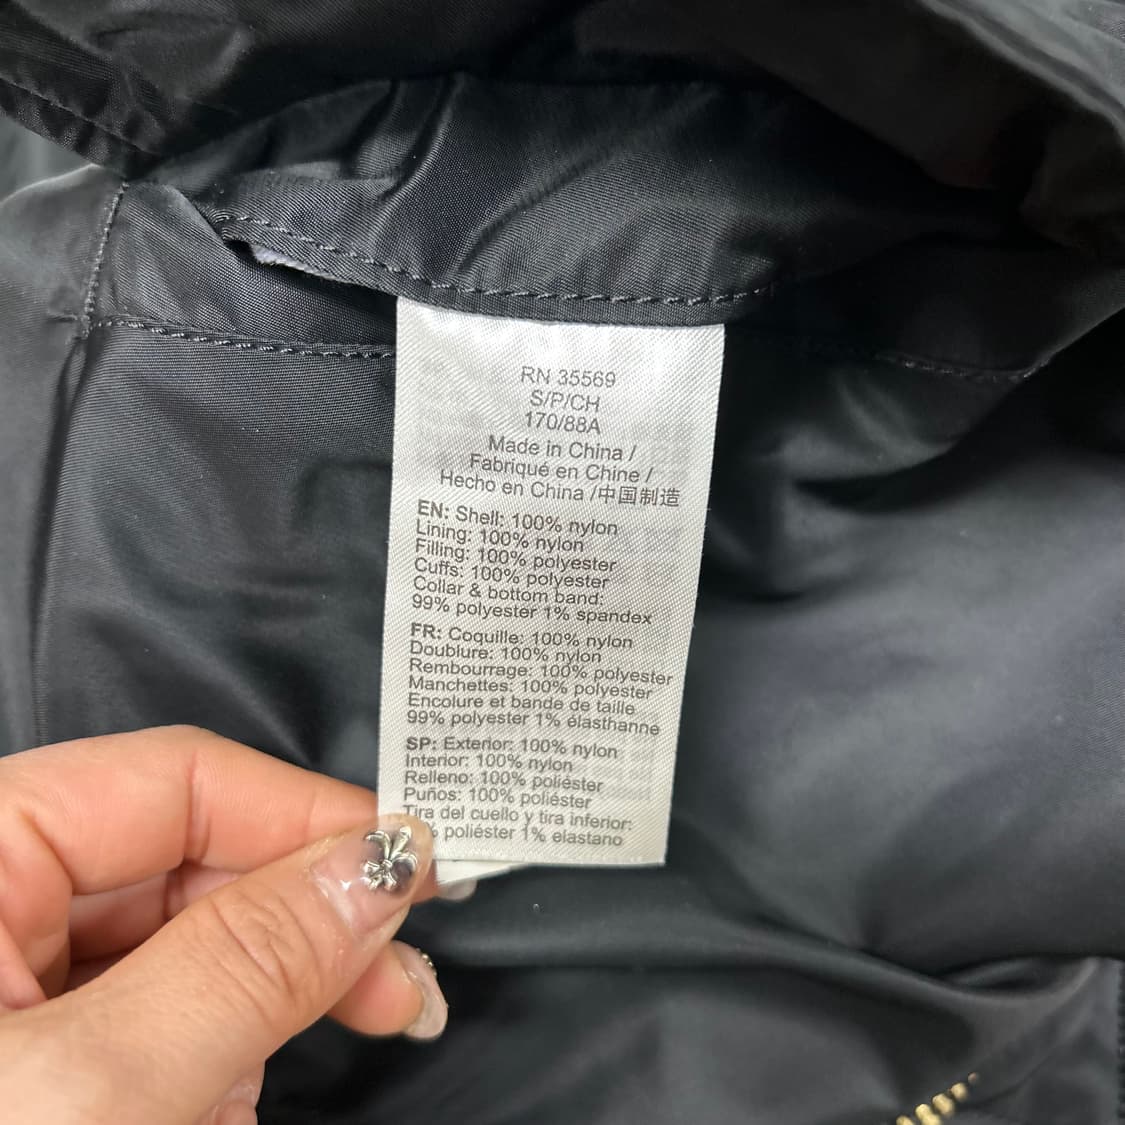 RN 35569
S/P/CH
170/88A
Made in China /
Fabriqué en Chine /
Hecho en China /中国制造
EN: Shell: 100% nylon
Lining: 100% nylon
Filling: 100% polyester
Cuffs: 100% polyester
Collar & bottom band:
99% polyester 1% spandex
FR: Coquille: 100% nylon
Doublure: 100% nylon
Rembourrage: 100% polyester
Manchettes: 100% polyester
Encolure et bande de taille
99% polyester 1% élasthanne
SP: Exterior: 100% nylon
Interior: 100% nylon
Relleno: 100% poliéster
Puños: 100% poliéster
Tira del cuello y tira inferior:
% poliéster 1% elastano